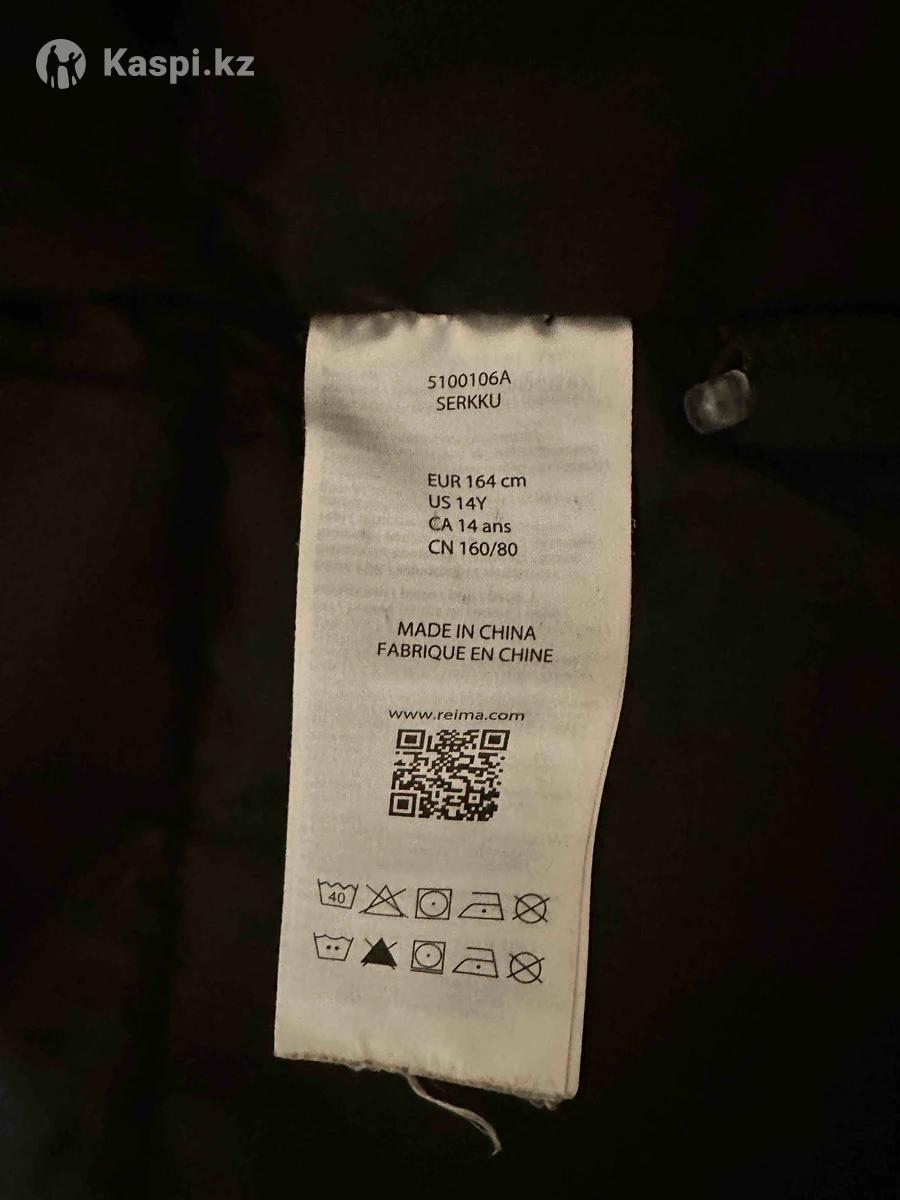 Kaspi.kz
5100106A
SERKKU
EUR 164 cm
US 14Y
CA 14 ans
CN 160/80
MADE IN CHINA
FABRIQUE EN CHINE
www.reima.com
40